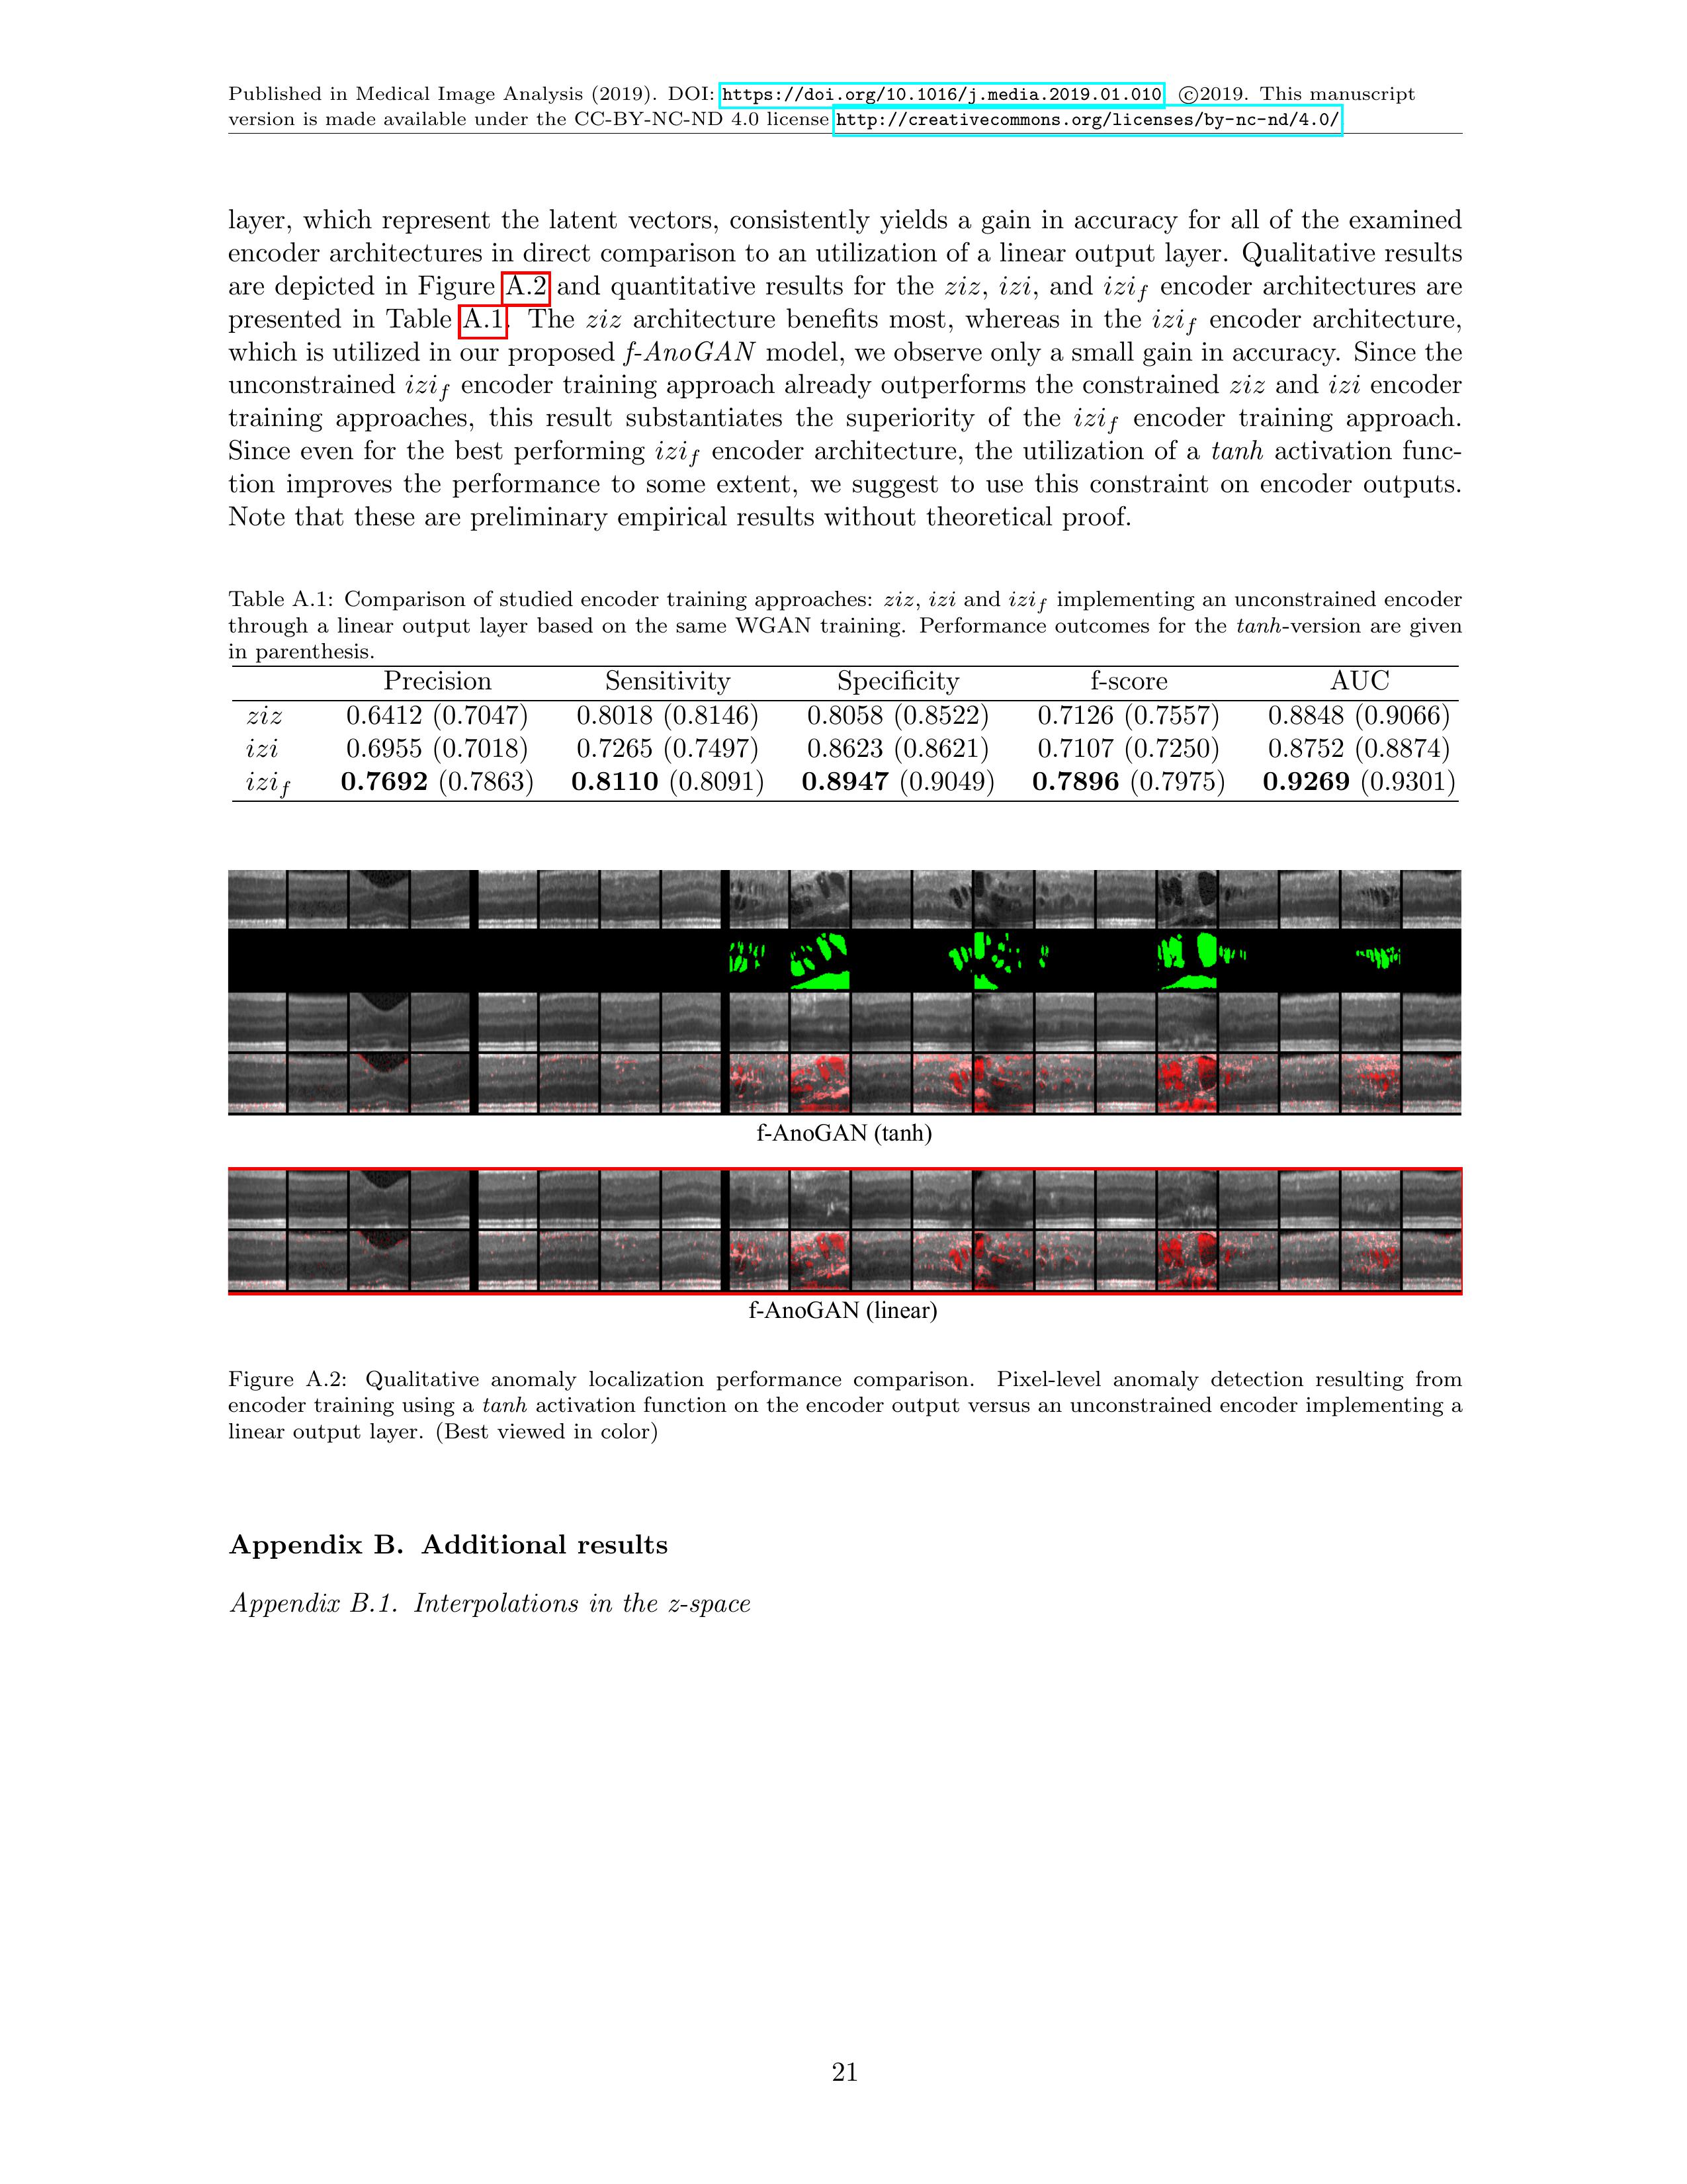 Published in Medical Image Analysis (2019). DOI: https://doi.org/10.1016/j.media.2019.01.010 ©2019. This manuscript
version is made available under the CC-BY-NC-ND 4.0 license http://creativecommons.org/licenses/by-nc-nd/4.0/
layer, which represent the latent vectors, consistently yields a gain in accuracy for all of the examined
encoder architectures in direct comparison to an utilization of a linear output layer. Qualitative results
are depicted in Figure A.2 and quantitative results for the ziz, izi, and izi_f encoder architectures are
presented in Table A.1. The ziz architecture benefits most, whereas in the izi_f encoder architecture,
which is utilized in our proposed f-AnoGAN model, we observe only a small gain in accuracy. Since the
unconstrained izi_f encoder training approach already outperforms the constrained ziz and izi encoder
training approaches, this result substantiates the superiority of the izi_f encoder training approach.
Since even for the best performing izi_f encoder architecture, the utilization of a tanh activation func-
tion improves the performance to some extent, we suggest to use this constraint on encoder outputs.
Note that these are preliminary empirical results without theoretical proof.
Table A.1: Comparison of studied encoder training approaches: ziz, izi and izi_f implementing an unconstrained encoder
through a linear output layer based on the same WGAN training. Performance outcomes for the tanh-version are given
in parenthesis.
Precision Sensitivity Specificity f-score AUC
ziz 0.6412 (0.7047) 0.8018 (0.8146) 0.8058 (0.8522) 0.7126 (0.7557) 0.8848 (0.9066)
izi 0.6955 (0.7018) 0.7265 (0.7497) 0.8623 (0.8621) 0.7107 (0.7250) 0.8752 (0.8874)
izi_f 0.7692 (0.7863) 0.8110 (0.8091) 0.8947 (0.9049) 0.7896 (0.7975) 0.9269 (0.9301)
f-AnoGAN (tanh)
f-AnoGAN (linear)
Figure A.2: Qualitative anomaly localization performance comparison. Pixel-level anomaly detection resulting from
encoder training using a tanh activation function on the encoder output versus an unconstrained encoder implementing a
linear output layer. (Best viewed in color)
Appendix B. Additional results
Appendix B.1. Interpolations in the z-space
21